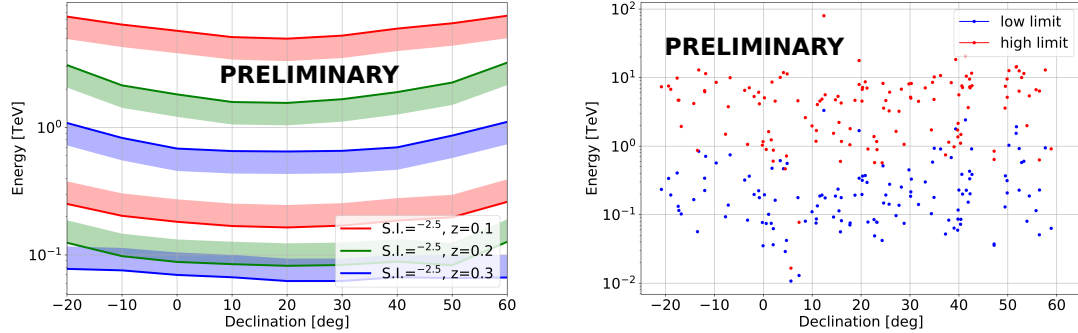 PRELIMINARY
Energy [TeV]
10⁰
10⁻¹
S.I.=⁻²·⁵, z=0.1
S.I.=⁻²·⁵, z=0.2
S.I.=⁻²·⁵, z=0.3
−20 −10 0 10 20 30 40 50 60
Declination [deg]
low limit
high limit
PRELIMINARY
Energy [TeV]
10²
10¹
10⁰
10⁻¹
10⁻²
−20 −10 0 10 20 30 40 50 60
Declination [deg]